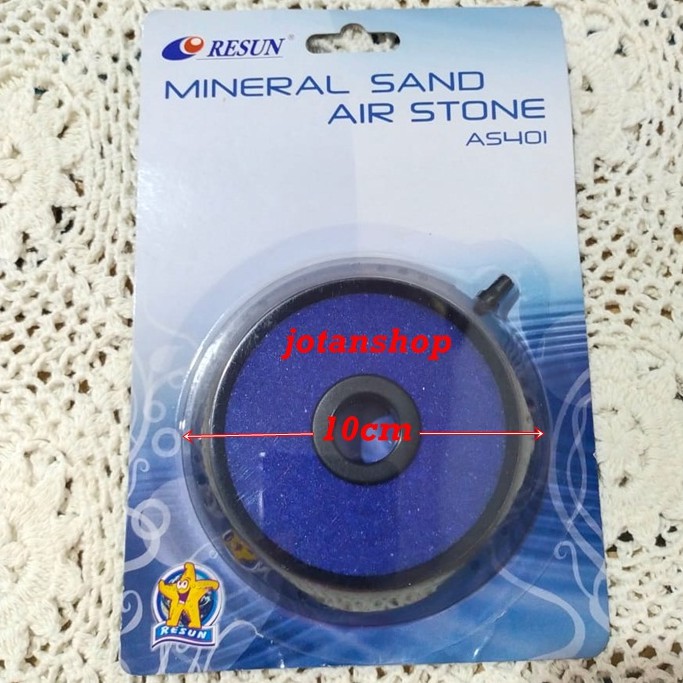 RESUN®
MINERAL SAND
AIR STONE
AS401
jotanshop
10cm
RESUN